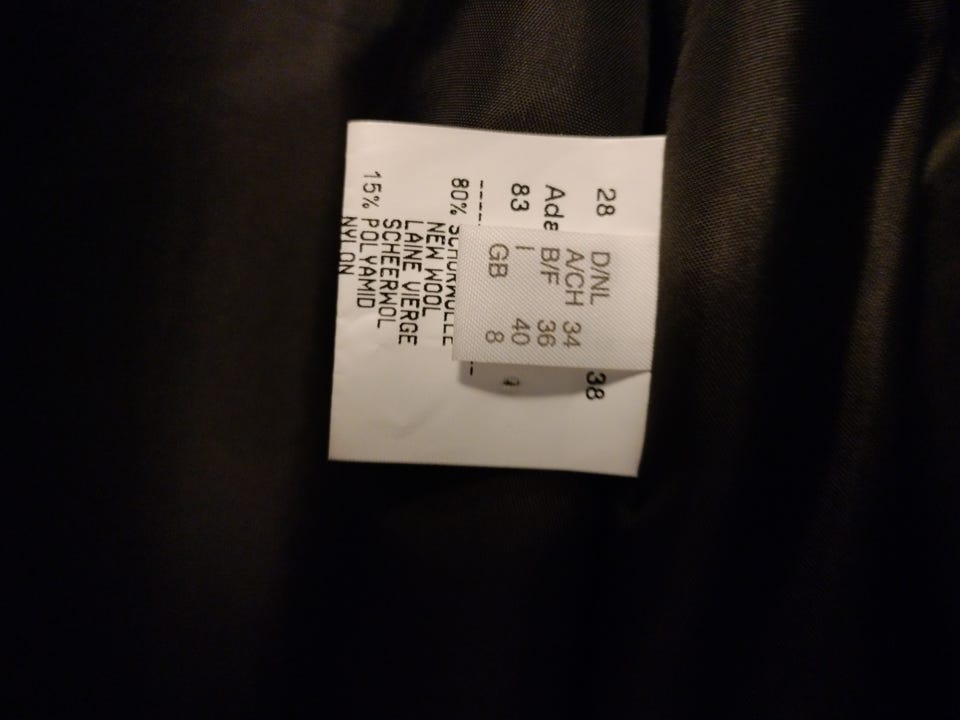 28 38
83
D/NL
A/CH 34
B/F 36
I 40
GB 8
80% SCHURWOLLE
NEW WOOL
LAINE VIERGE
SCHEERWOL
15% POLYAMID
NYLON